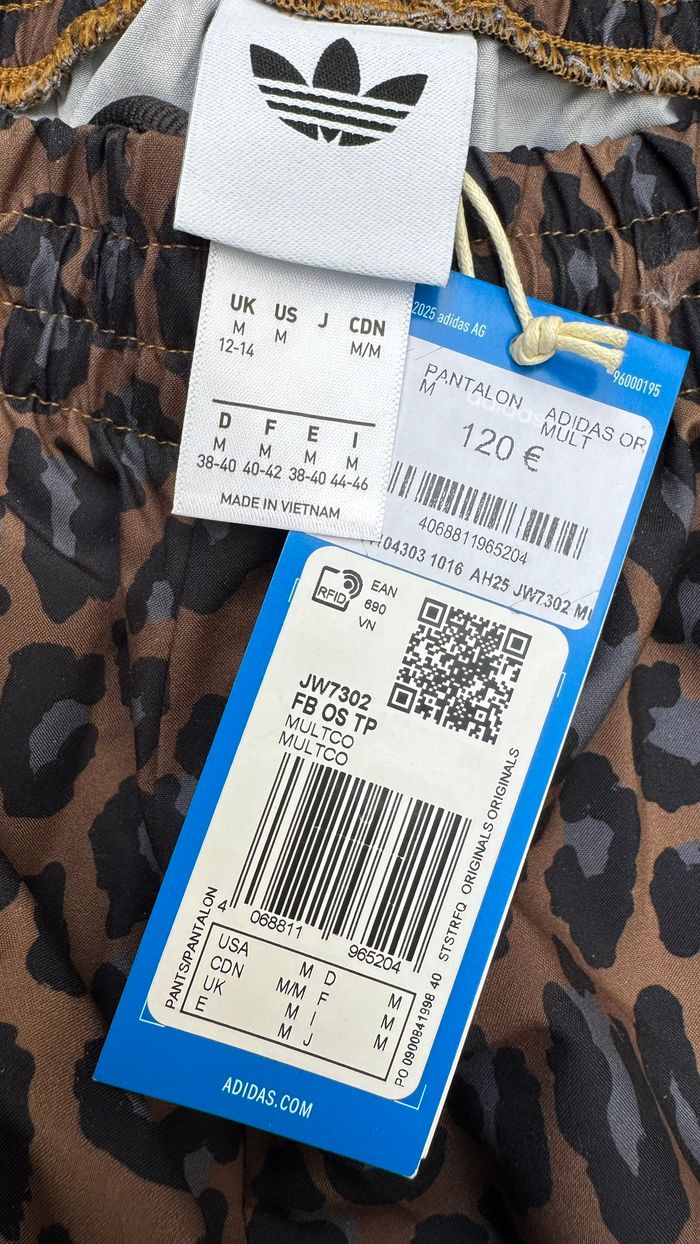 UK US J CDN
M M M/M
12-14
D F E I
M M M M
38-40 40-42 38-40 44-46
MADE IN VIETNAM
2025 adidas AG
96000195
PANTALON ADIDAS OR
M MULT
120 €
4068811965204
04303 1016 AH25 JW7302 M
RFID
EAN
690
VN
JW7302
FB OS TP
MULTCO
MULTCO
4 068811 965204
PANTS/PANTALON
USA M D M
CDN M/M F M
UK M I M
E M J
PO 0900841998 40 STSTRFQ ORIGINALS ORIGINALS
ADIDAS.COM